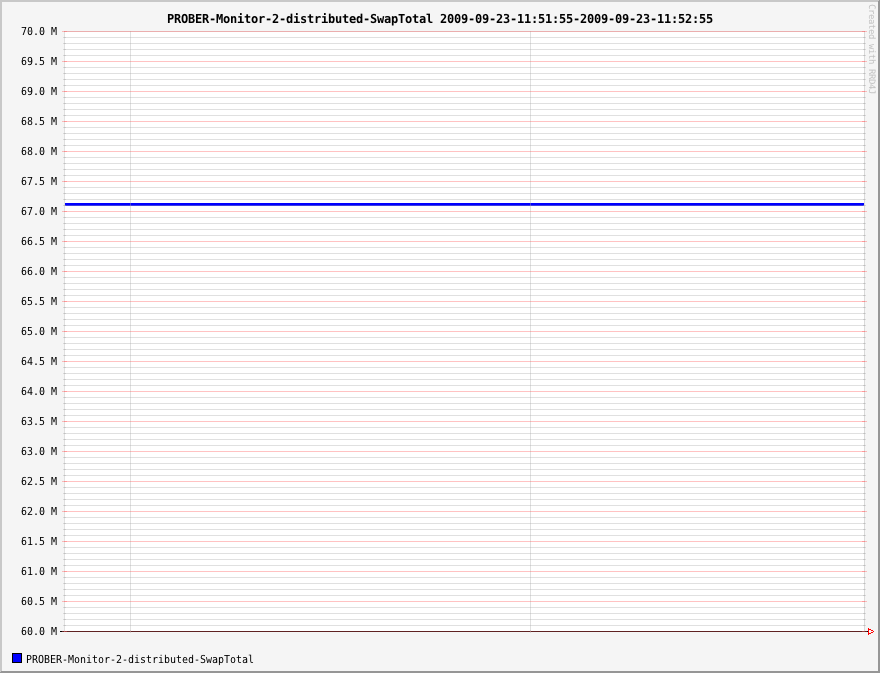 PROBER-Monitor-2-distributed-SwapTotal 2009-09-23-11:51:55-2009-09-23-11:52:55
Created with RRD4J
70.0 M
69.5 M
69.0 M
68.5 M
68.0 M
67.5 M
67.0 M
66.5 M
66.0 M
65.5 M
65.0 M
64.5 M
64.0 M
63.5 M
63.0 M
62.5 M
62.0 M
61.5 M
61.0 M
60.5 M
60.0 M
PROBER-Monitor-2-distributed-SwapTotal